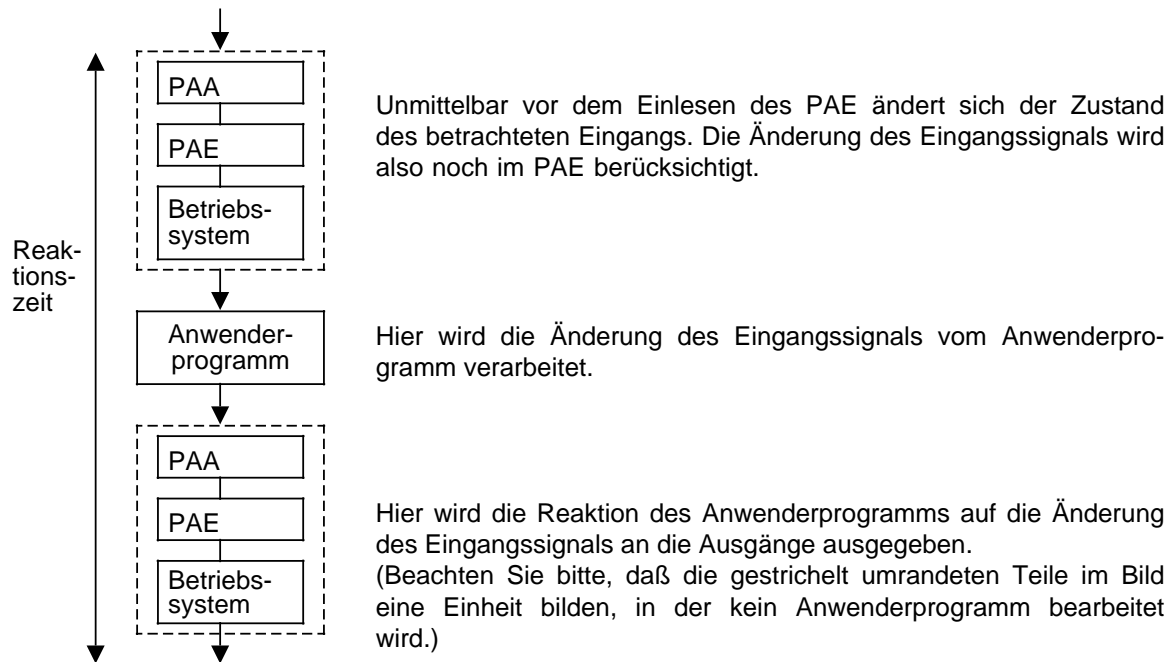 PAA
PAE
Betriebs-
system
Reak-
tions-
zeit
Unmittelbar vor dem Einlesen des PAE ändert sich der Zustand
des betrachteten Eingangs. Die Änderung des Eingangssignals wird
also noch im PAE berücksichtigt.
Anwender-
programm
Hier wird die Änderung des Eingangssignals vom Anwenderpro-
gramm verarbeitet.
PAA
PAE
Betriebs-
system
Hier wird die Reaktion des Anwenderprogramms auf die Änderung
des Eingangssignals an die Ausgänge ausgegeben.
(Beachten Sie bitte, daß die gestrichelt umrandeten Teile im Bild
eine Einheit bilden, in der kein Anwenderprogramm bearbeitet
wird.)